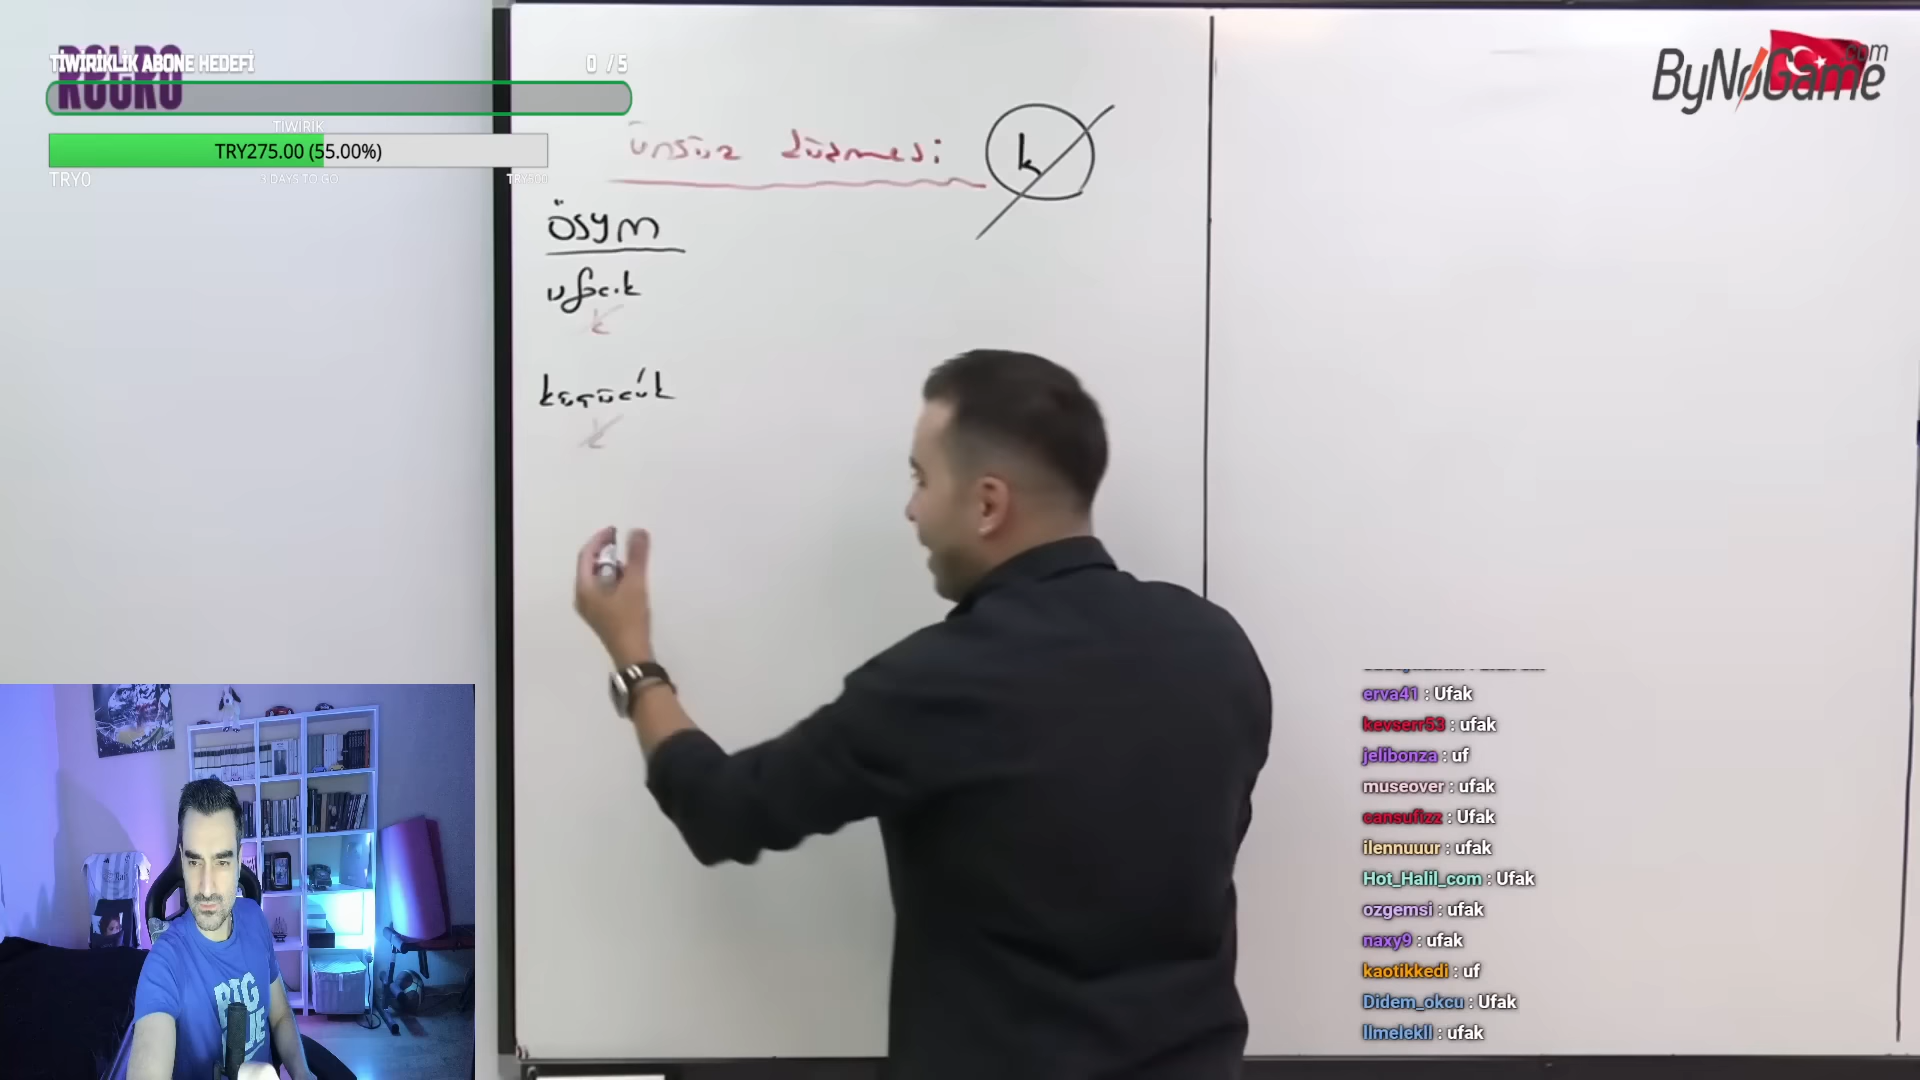 TİWİRİKLİK ABONE HEDEFİ 0 / 5
ROCRO
TIWIRIK
TRY275.00 (55.00%)
TRY0 3 DAYS TO GO
ByNoGame.com
ünsüz düşmesi k
ÖSYM
ufacık
k
küçücük
k
erva41 : Ufak
kevserr53 : ufak
jelibonza : uf
museover : ufak
cansufizz : Ufak
ilennuuur : ufak
Hot_Halil_com : Ufak
ozgemsi : ufak
naxy9 : ufak
kaotikkedi : uf
Didem_okcu : Ufak
llmelekll : ufak
BIG